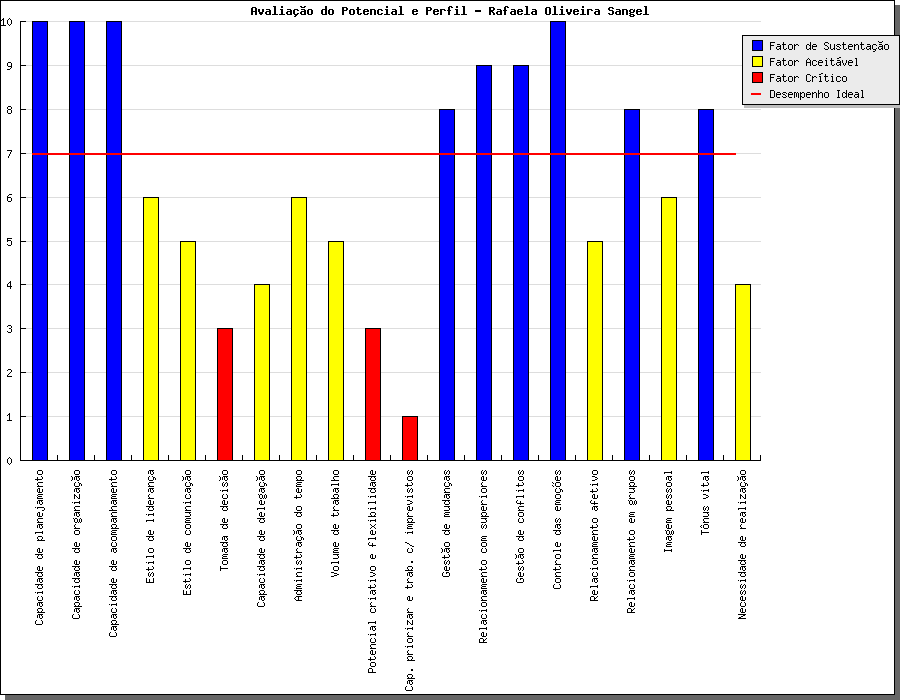 Avaliação do Potencial e Perfil - Rafaela Oliveira Sangel
Fator de Sustentação
Fator Aceitável
Fator Crítico
Desempenho Ideal
10
9
8
7
6
5
4
3
2
1
0
Capacidade de planejamento
Capacidade de organização
Capacidade de acompanhamento
Estilo de liderança
Estilo de comunicação
Tomada de decisão
Capacidade de delegação
Administração do tempo
Volume de trabalho
Potencial criativo e flexibilidade
Cap. priorizar e trab. c/ imprevistos
Gestão de mudanças
Relacionamento com superiores
Gestão de conflitos
Controle das emoções
Relacionamento afetivo
Relacionamento em grupos
Imagem pessoal
Tônus vital
Necessidade de realização